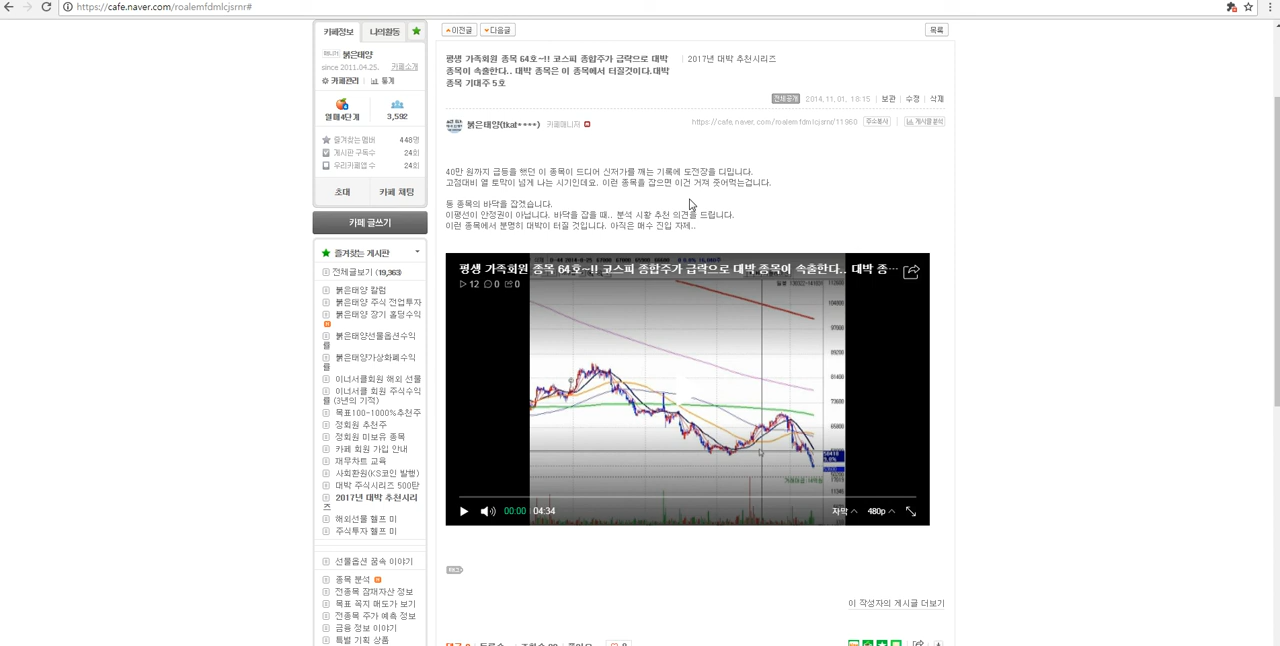 https://cafe.naver.com/roalemfdmlcjsrnr#
카페정보
나의활동
이전글
다음글
목록
매니저 붉은태양
since 2011.04.25.
카페소개
카페관리
통계
열매4단계
3,592
즐겨찾는멤버 448명
게시판 구독수 24회
우리카페앱 수 24회
초대
카페 채팅
카페 글쓰기
즐겨찾는 게시판
전체글보기 (19,363)
붉은태양 칼럼
붉은태양 주식 전업투자
붉은태양 장기 홀딩수익
붉은태양선물옵션수익
률
붉은태양가상화폐수익
률
이너서클회원 해외 선물
이너서클 회원 주식수익
률 (3년의 기적)
목표100-1000%추천주
정회원 추천주
정회원 미보유 종목
카페 회원 가입 안내
재무차트 교육
사회환원(KS코인 발행)
대박 주식시리즈 500탄
2017년 대박 추천시리
즈
해외선물 헬프 미
주식투자 헬프 미
선물옵션 꿈속 이야기
종목 분석
전종목 잠재자산 정보
목표 꼭지 매도가 보기
전종목 주가 예측 정보
금융 정보 이야기
특별 기획 상품
평생 가족회원 종목 64호~!! 코스피 종합주가 급락으로 대박
종목이 속출한다.. 대박 종목은 이 종목에서 터질것이다.대박
종목 기대주 5호
2017년 대박 추천시리즈
전체공개 2014.11.01. 18:15 보관 수정 삭제
붉은태양(tkat****) 카페매니저
https://cafe.naver.com/roalemfdmlcjsrnr/11960 주소복사 게시글 분석
40만 원까지 급등을 했던 이 종목이 드디어 신저가를 깨는 기록에 도전장을 디밉니다.
고점대비 열 토막이 넘게 나는 시기인데요. 이런 종목을 잡으면 이건 거져 줏어먹는겁니다.
동 종목의 바닥을 잡겠습니다.
이평선이 안정권이 아닙니다. 바닥을 잡을 때.. 분석 시황 추천 의견을 드립니다.
이런 종목에서 분명히 대박이 터질 것입니다. 아직은 매수 진입 자제..
평생 가족회원 종목 64호~!! 코스피 종합주가 급락으로 대박 종목이 속출한다.. 대박 종…
12 0 0
104000
97000
89200
81400
73600
65800
00:00 04:34
자막
480p
태그
이 작성자의 게시글 더보기